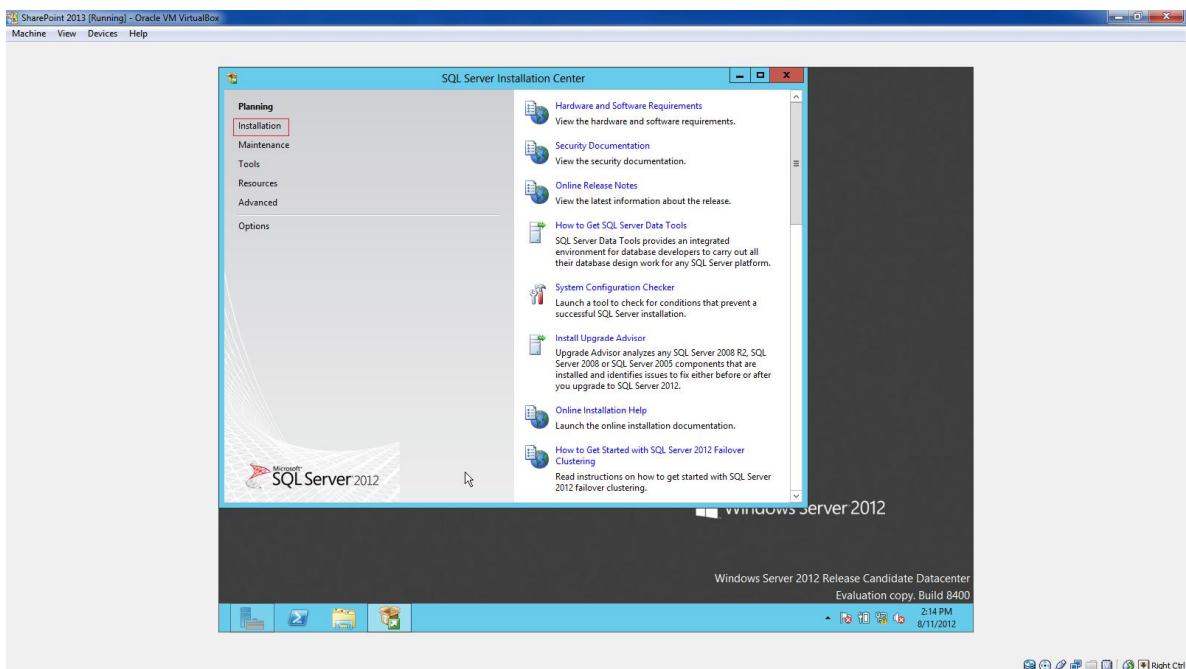 SharePoint 2013 [Running] - Oracle VM VirtualBox
Machine View Devices Help
SQL Server Installation Center
Planning
Installation
Maintenance
Tools
Resources
Advanced
Options
Hardware and Software Requirements
View the hardware and software requirements.
Security Documentation
View the security documentation.
Online Release Notes
View the latest information about the release.
How to Get SQL Server Data Tools
SQL Server Data Tools provides an integrated
environment for database developers to carry out all
their database design work for any SQL Server platform.
System Configuration Checker
Launch a tool to check for conditions that prevent a
successful SQL Server installation.
Install Upgrade Advisor
Upgrade Advisor analyzes any SQL Server 2008 R2, SQL
Server 2008 or SQL Server 2005 components that are
installed and identifies issues to fix either before or after
you upgrade to SQL Server 2012.
Online Installation Help
Launch the online installation documentation.
How to Get Started with SQL Server 2012 Failover
Clustering
Read instructions on how to get started with SQL Server
2012 failover clustering.
Microsoft
SQL Server 2012
Windows Server 2012
Windows Server 2012 Release Candidate Datacenter
Evaluation copy. Build 8400
2:14 PM
8/11/2012
Right Ctrl